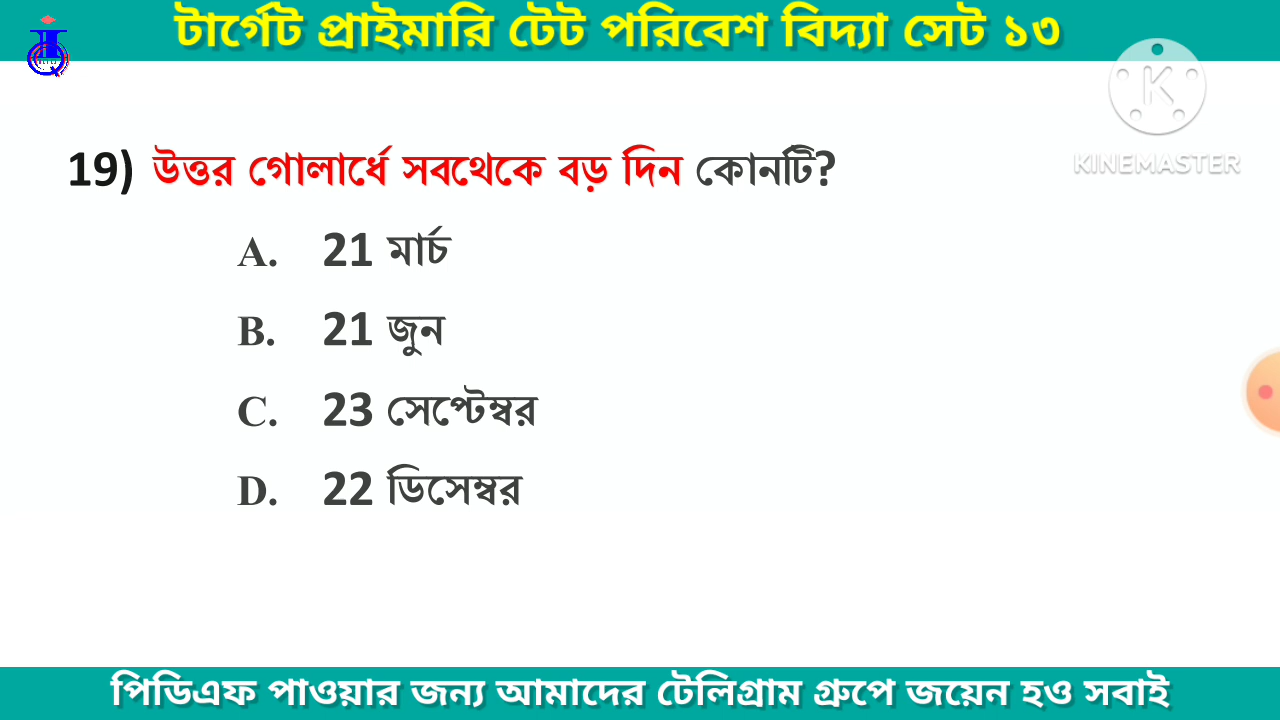 টার্গেট প্রাইমারি টেট পরিবেশ বিদ্যা সেট ১৩
KINEMASTER
19) উত্তর গোলার্ধে সবথেকে বড় দিন কোনটি?
A. 21 মার্চ
B. 21 জুন
C. 23 সেপ্টেম্বর
D. 22 ডিসেম্বর
পিডিএফ পাওয়ার জন্য আমাদের টেলিগ্রাম গ্রুপে জয়েন হও সবাই